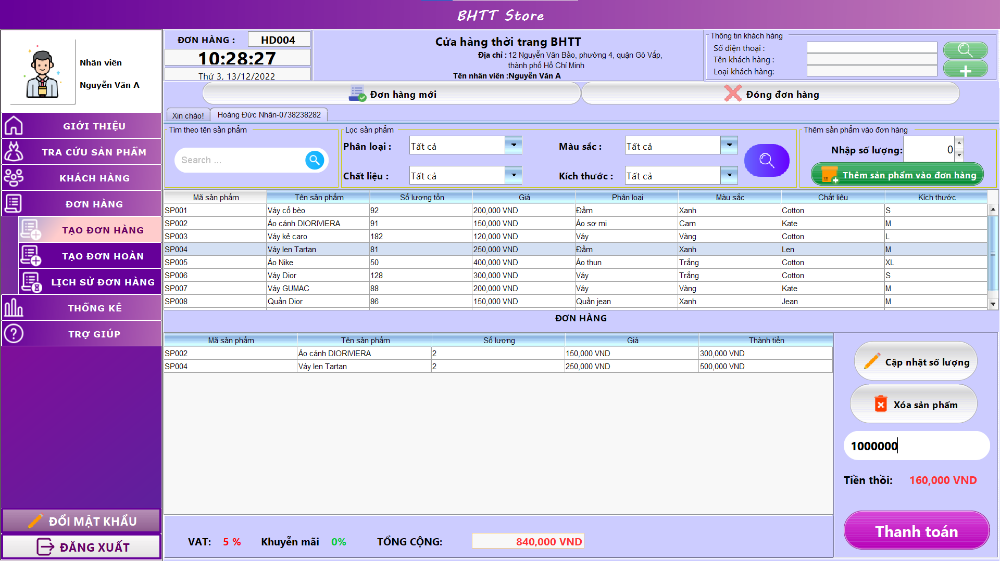 BHTT Store
Nhân viên
Nguyễn Văn A
GIỚI THIỆU
TRA CỨU SẢN PHẨM
KHÁCH HÀNG
ĐƠN HÀNG
TẠO ĐƠN HÀNG
TẠO ĐƠN HOÀN
LỊCH SỬ ĐƠN HÀNG
THỐNG KÊ
TRỢ GIÚP
ĐỔI MẬT KHẨU
ĐĂNG XUẤT
ĐƠN HÀNG : HD004
10:28:27
Thứ 3, 13/12/2022
Cửa hàng thời trang BHTT
Địa chỉ : 12 Nguyễn Văn Bảo, phường 4, quận Gò Vấp,
thành phố Hồ Chí Minh
Tên nhân viên :Nguyễn Văn A
Thông tin khách hàng
Số điện thoại :
Tên khách hàng :
Loại khách hàng:
Đơn hàng mới
Đóng đơn hàng
Xin chào! Hoàng Đức Nhân-0738238282
Tìm theo tên sản phẩm
Search ...
Lọc sản phẩm
Phân loại : Tất cả Màu sắc : Tất cả
Chất liệu : Tất cả Kích thước : Tất cả
Thêm sản phẩm vào đơn hàng
Nhập số lượng: 0
Thêm sản phẩm vào đơn hàng
Mã sản phẩm Tên sản phẩm Số lượng tồn Giá Phân loại Màu sắc Chất liệu Kích thước
SP001 Váy cổ bèo 92 200,000 VND Đầm Xanh Cotton S
SP002 Áo cánh DIORIVIERA 91 150,000 VND Áo sơ mi Cam Kate M
SP003 Váy kẻ caro 182 120,000 VND Váy Vàng Cotton L
SP004 Váy len Tartan 81 250,000 VND Đầm Xanh Len M
SP005 Áo Nike 50 400,000 VND Áo thun Trắng Cotton XL
SP006 Váy Dior 128 300,000 VND Váy Trắng Cotton S
SP007 Váy GUMAC 88 200,000 VND Váy Vàng Kate M
SP008 Quần Dior 86 150,000 VND Quần jean Xanh Jean M
ĐƠN HÀNG
Mã sản phẩm Tên sản phẩm Số lượng Giá Thành tiền
SP002 Áo cánh DIORIVIERA 2 150,000 VND 300,000 VND
SP004 Váy len Tartan 2 250,000 VND 500,000 VND
Cập nhật số lượng
Xóa sản phẩm
1000000
Tiền thồi: 160,000 VND
Thanh toán
VAT: 5 % Khuyễn mãi 0% TỔNG CỘNG: 840,000 VND